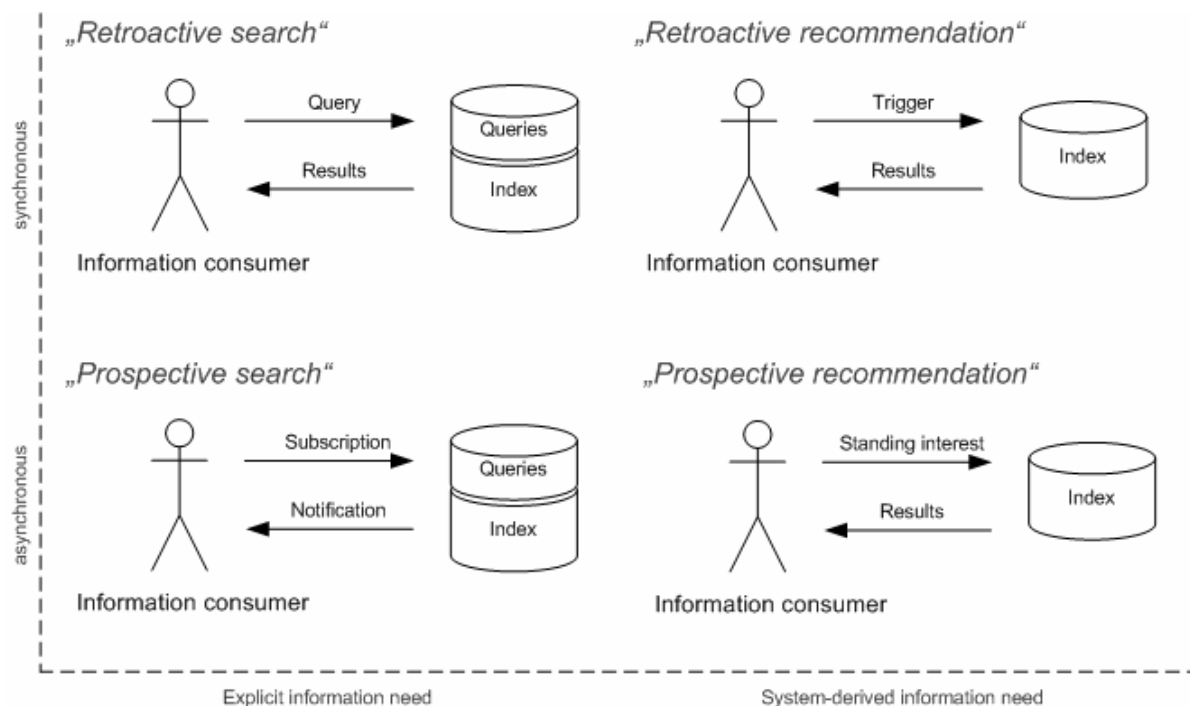 „Retroactive search“
„Retroactive recommendation“
synchronous
Query
Results
Queries
Index
Information consumer
Trigger
Results
Index
Information consumer
„Prospective search“
„Prospective recommendation“
asynchronous
Subscription
Notification
Queries
Index
Information consumer
Standing interest
Results
Index
Information consumer
Explicit information need
System-derived information need